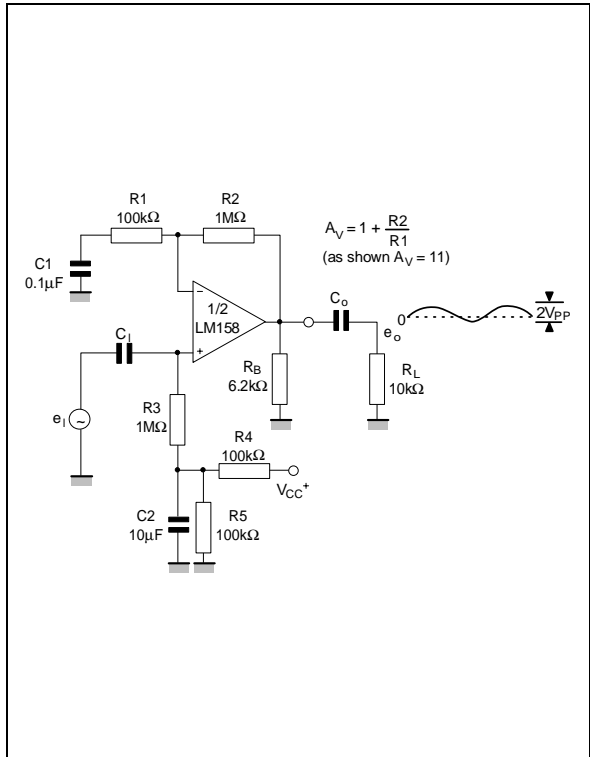 R1
100kΩ
R2
1MΩ
A_V = 1 + R2/R1
(as shown A_V = 11)
C1
0.1µF
1/2
LM158
C_I
C_o
0
2V_PP
e_o
R_B
6.2kΩ
R_L
10kΩ
e_I
~
R3
1MΩ
R4
100kΩ
V_CC+
C2
10µF
R5
100kΩ